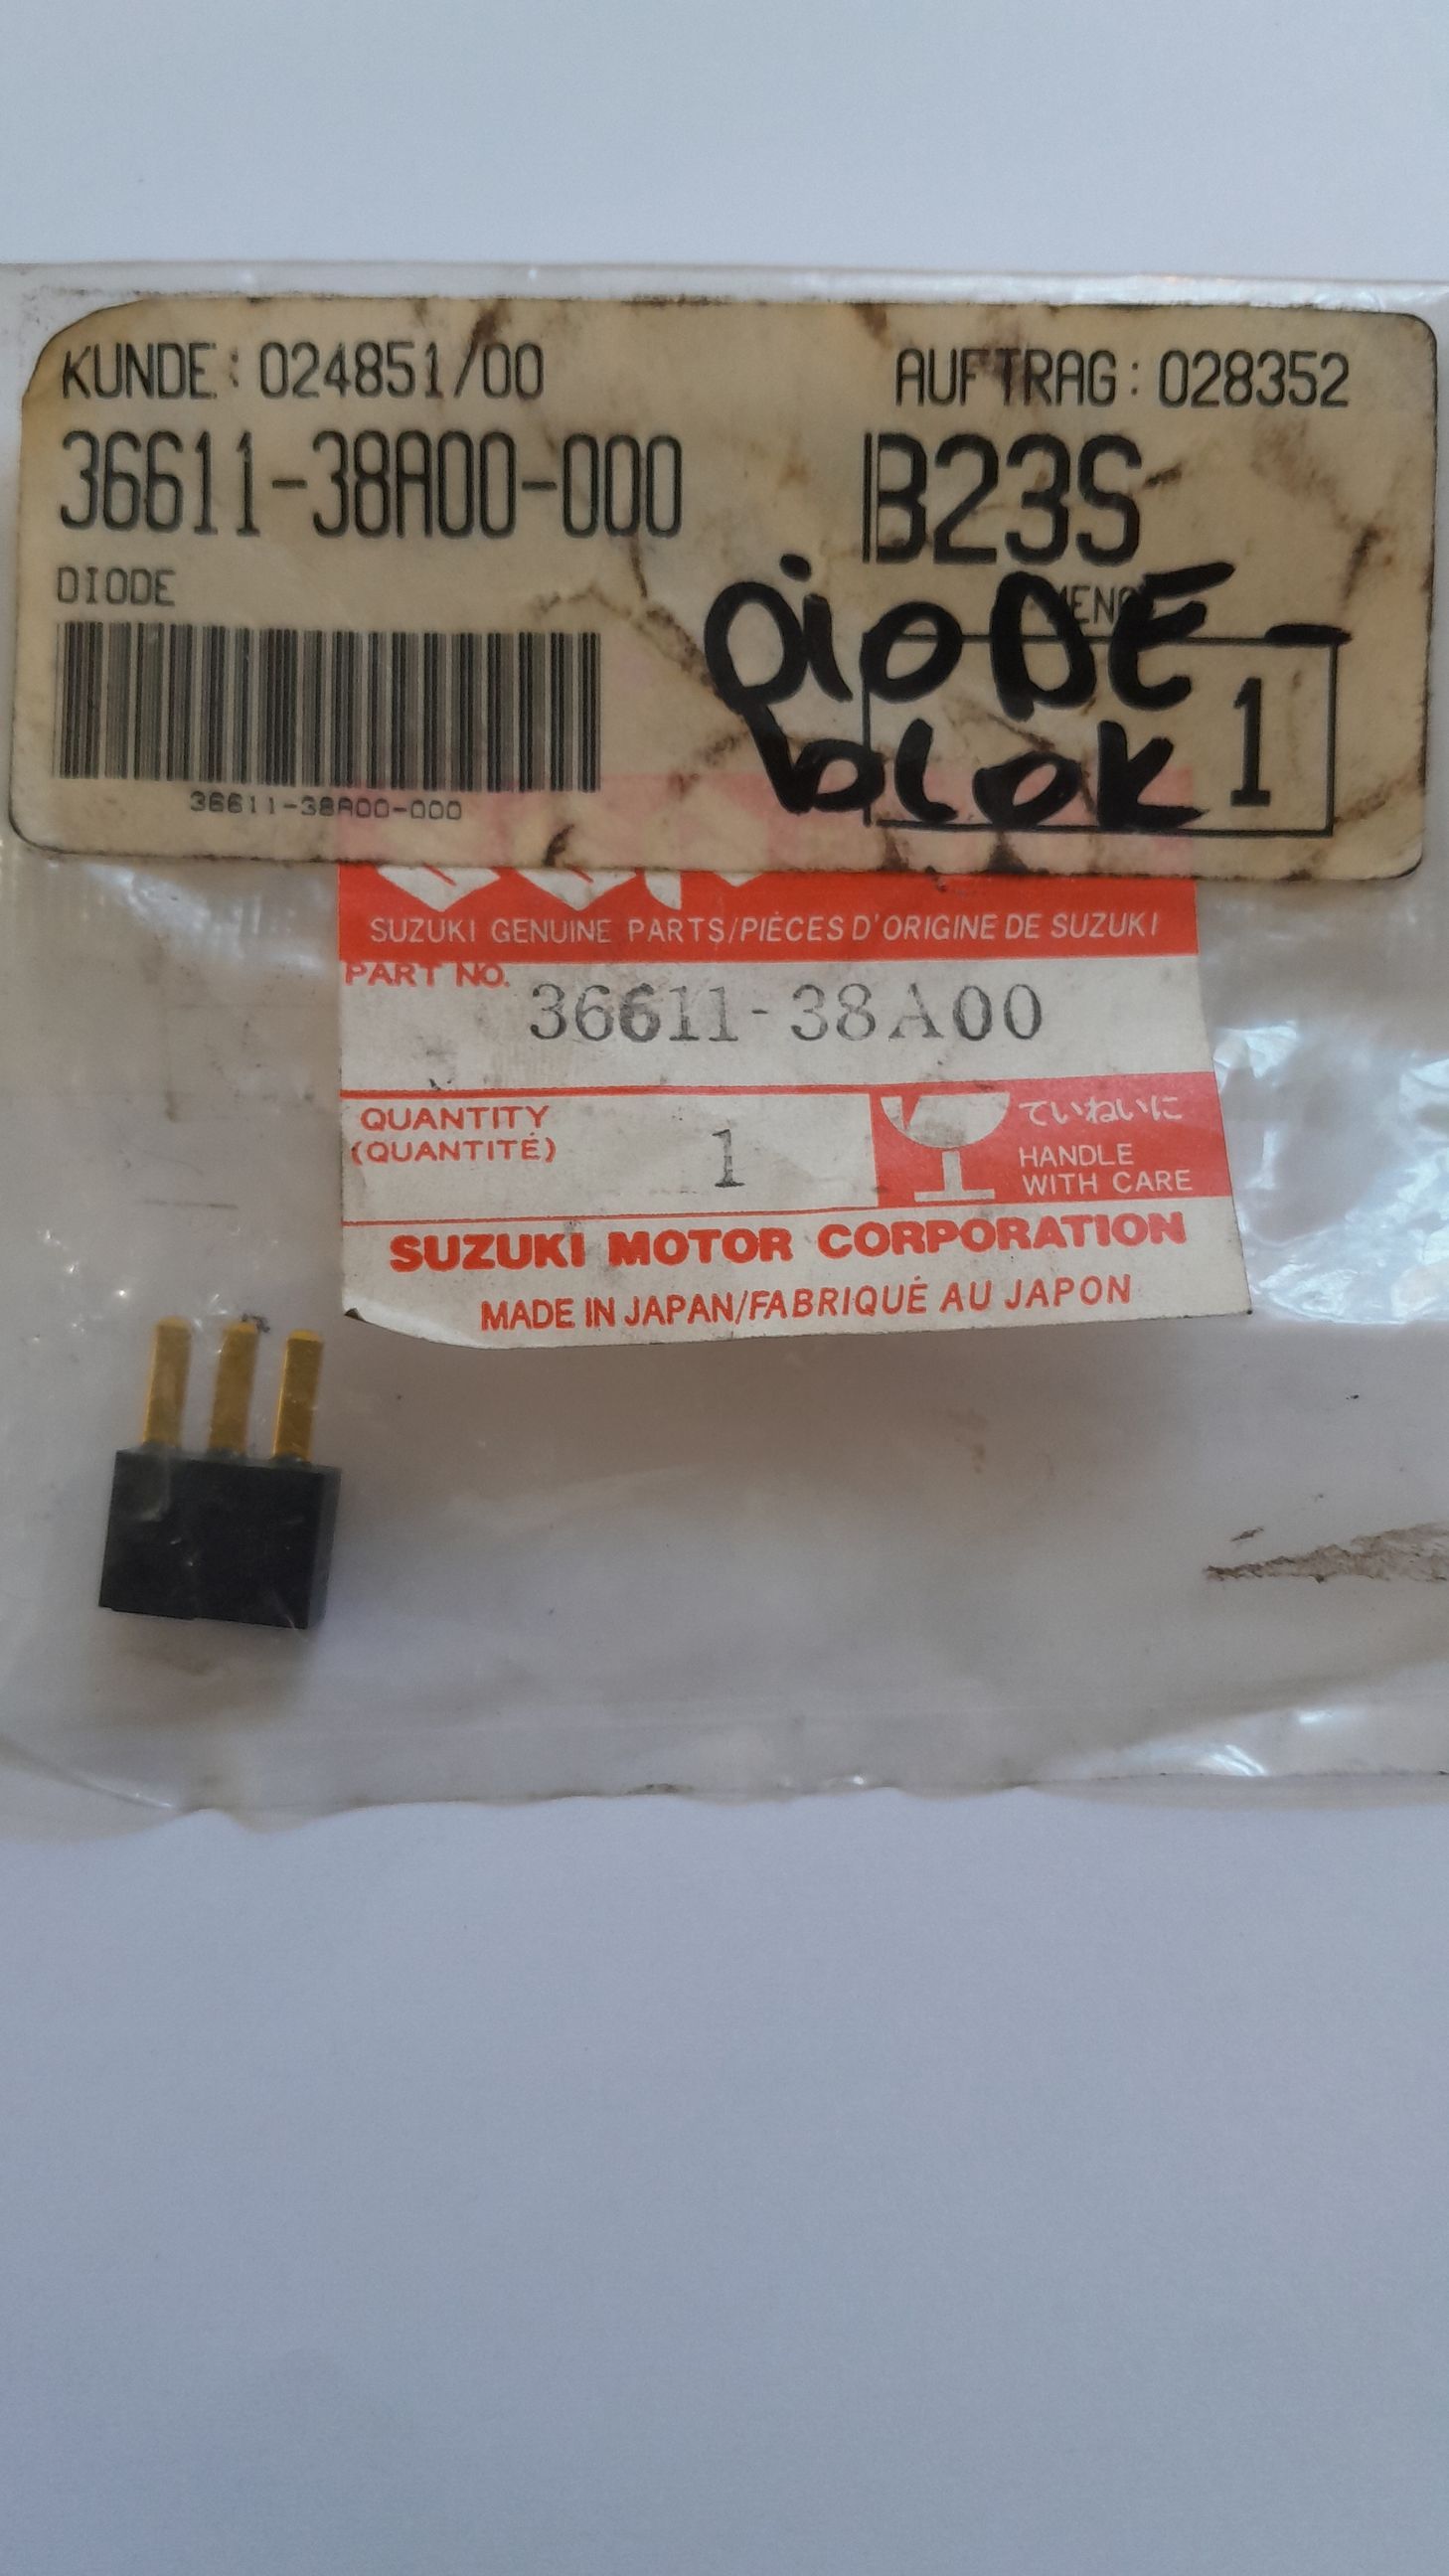 KUNDE: 024851/00 AUFTRAG: 028352
36611-38A00-000 B23S
DIODE
DiODE-
blok
1
36611-38A00-000
SUZUKI GENUINE PARTS/PIÈCES D'ORIGINE DE SUZUKI
PART NO. 36611-38A00
QUANTITY
(QUANTITÉ)
1
ていねいに
HANDLE
WITH CARE
SUZUKI MOTOR CORPORATION
MADE IN JAPAN/FABRIQUÉ AU JAPON